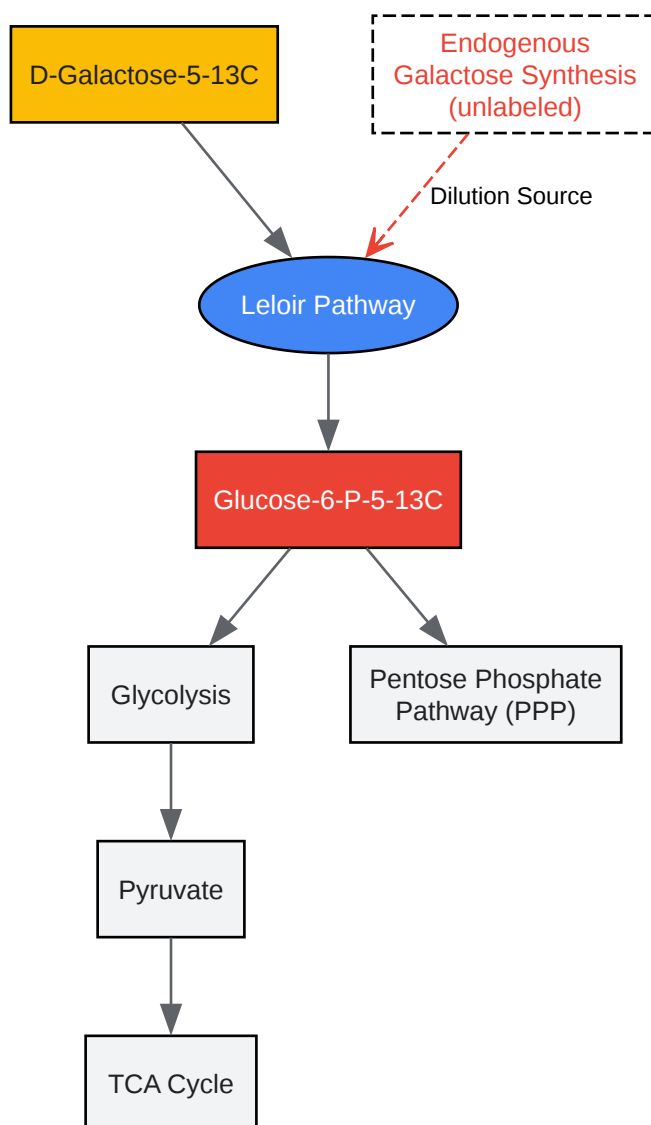 D-Galactose-5-13C
Endogenous
Galactose Synthesis
(unlabeled)
Dilution Source
Leloir Pathway
Glucose-6-P-5-13C
Glycolysis
Pentose Phosphate
Pathway (PPP)
Pyruvate
TCA Cycle